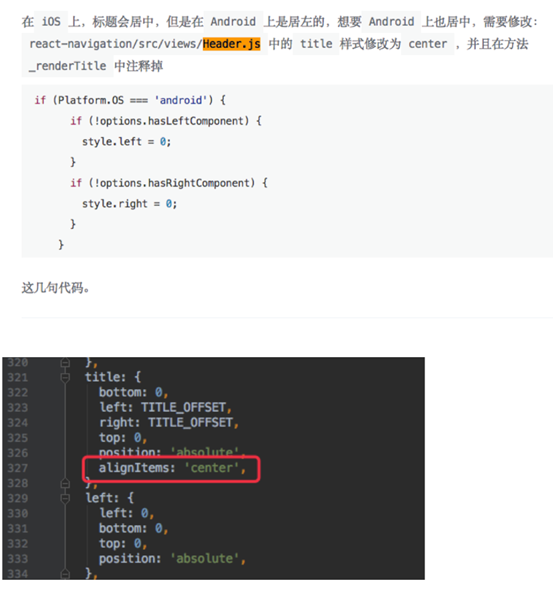 在 iOS 上，标题会居中，但是在 Android 上是居左的，想要 Android 上也居中，需要修改：
react-navigation/src/views/Header.js 中的 title 样式修改为 center ，并且在方法
_renderTitle 中注释掉
if (Platform.OS === 'android') {
if (!options.hasLeftComponent) {
style.left = 0;
}
if (!options.hasRightComponent) {
style.right = 0;
}
}
这几句代码。
320 },
321 title: {
322 bottom: 0,
323 left: TITLE_OFFSET,
324 right: TITLE_OFFSET,
325 top: 0,
326 position: 'absolute',
327 alignItems: 'center',
328 },
329 left: {
330 left: 0,
331 bottom: 0,
332 top: 0,
333 position: 'absolute',
334 },